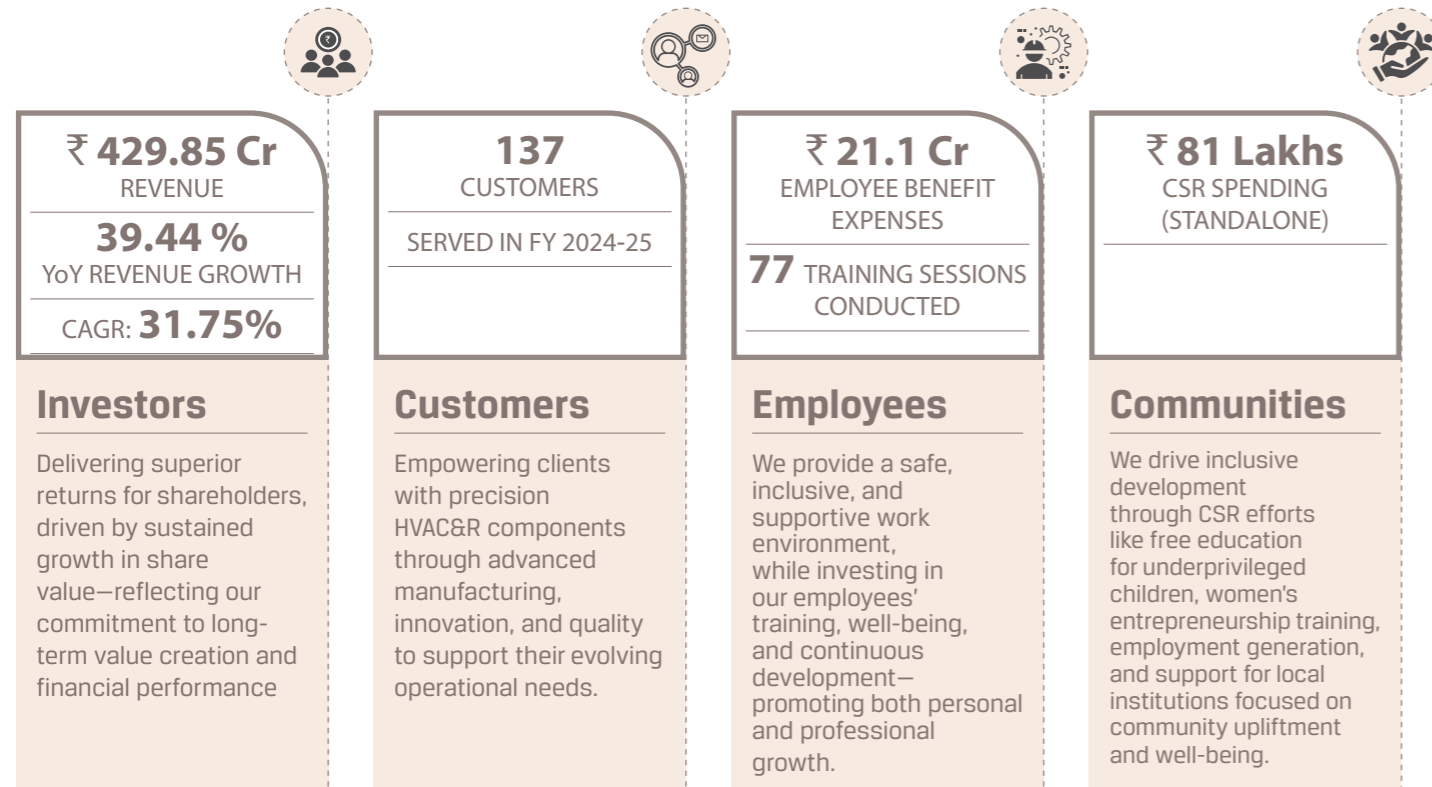 ₹ 429.85 Cr
REVENUE
39.44 %
YoY REVENUE GROWTH
CAGR: 31.75%
Investors
Delivering superior
returns for shareholders,
driven by sustained
growth in share
value—reflecting our
commitment to long-
term value creation and
financial performance
137
CUSTOMERS
SERVED IN FY 2024-25
Customers
Empowering clients
with precision
HVAC&R components
through advanced
manufacturing,
innovation, and quality
to support their evolving
operational needs.
₹ 21.1 Cr
EMPLOYEE BENEFIT
EXPENSES
77 TRAINING SESSIONS
CONDUCTED
Employees
We provide a safe,
inclusive, and
supportive work
environment,
while investing in
our employees’
training, well-being,
and continuous
development—
promoting both personal
and professional
growth.
₹ 81 Lakhs
CSR SPENDING
(STANDALONE)
Communities
We drive inclusive
development
through CSR efforts
like free education
for underprivileged
children, women’s
entrepreneurship training,
employment generation,
and support for local
institutions focused on
community upliftment
and well-being.